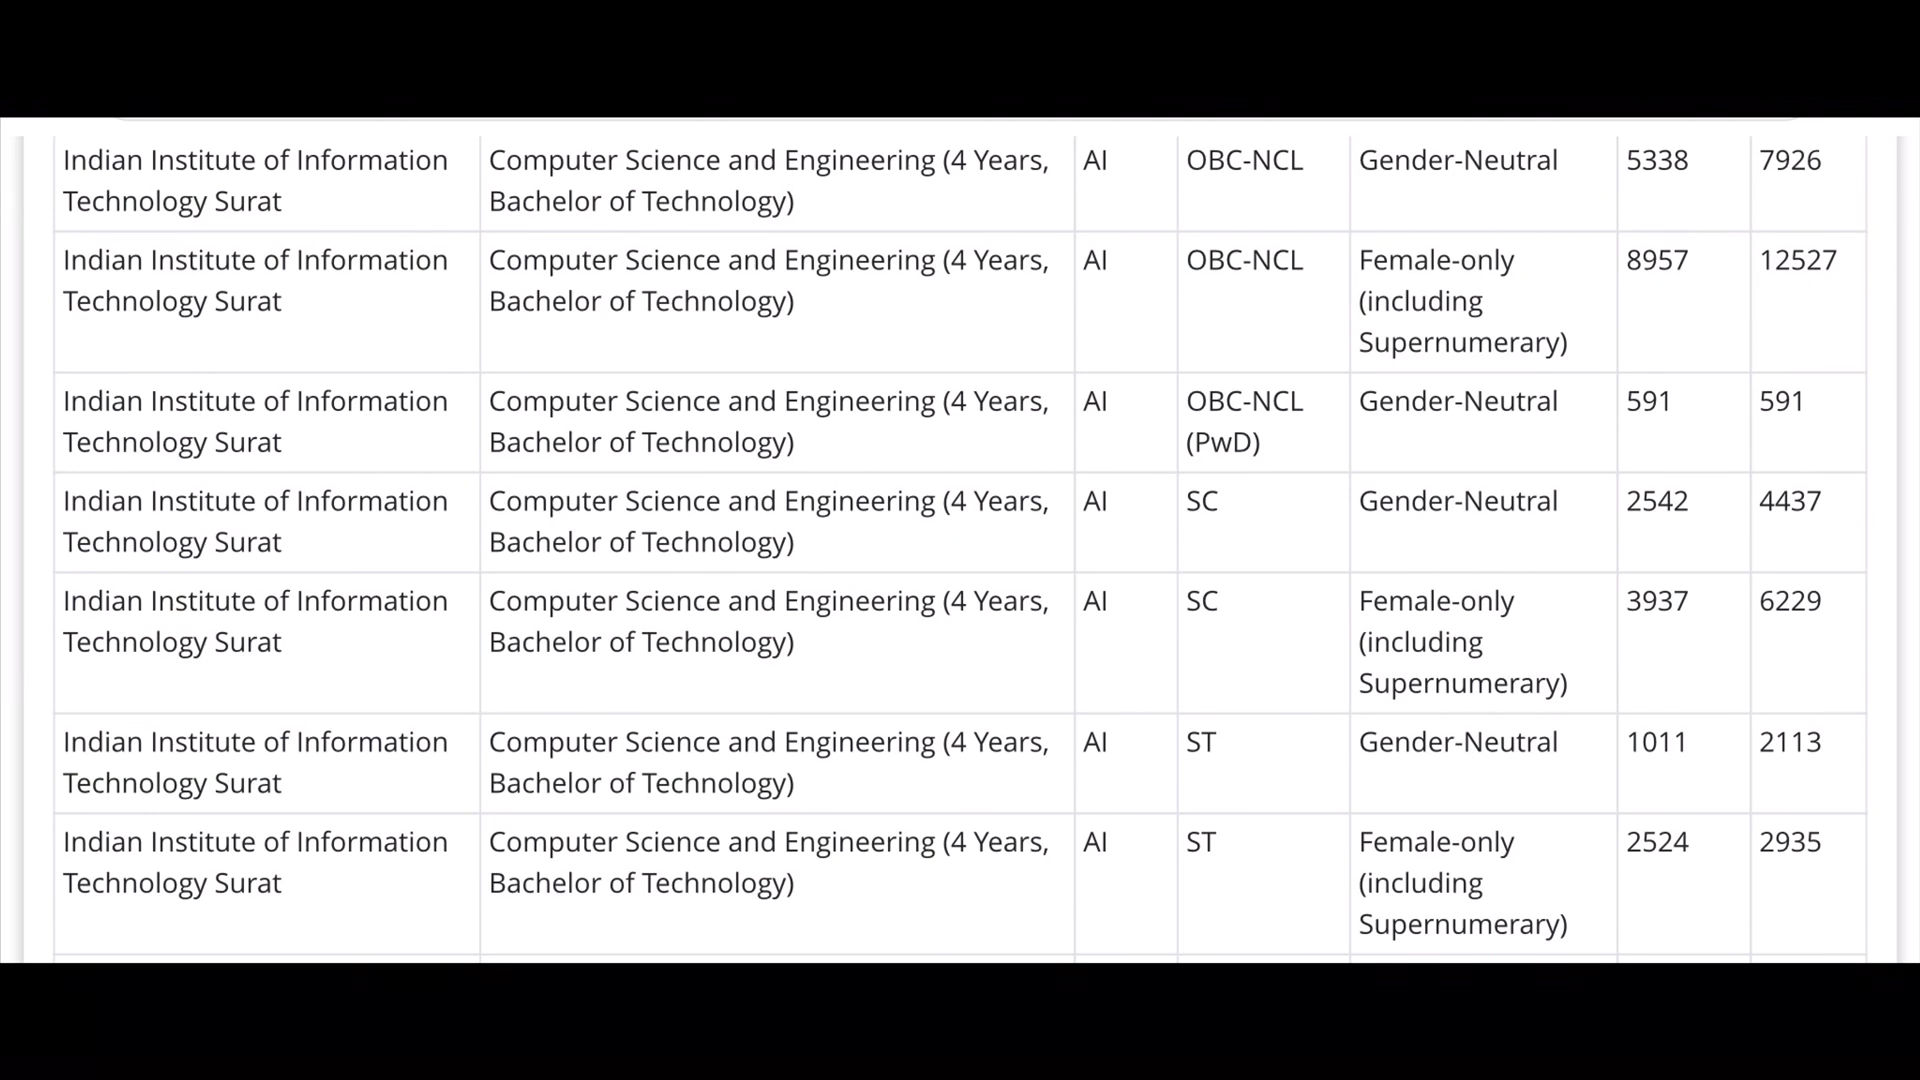 Indian Institute of Information Computer Science and Engineering (4 Years, AI OBC-NCL Gender-Neutral 5338 7926
Technology Surat Bachelor of Technology)
Indian Institute of Information Computer Science and Engineering (4 Years, AI OBC-NCL Female-only 8957 12527
Technology Surat Bachelor of Technology) (including
Supernumerary)
Indian Institute of Information Computer Science and Engineering (4 Years, AI OBC-NCL Gender-Neutral 591 591
Technology Surat Bachelor of Technology) (PwD)
Indian Institute of Information Computer Science and Engineering (4 Years, AI SC Gender-Neutral 2542 4437
Technology Surat Bachelor of Technology)
Indian Institute of Information Computer Science and Engineering (4 Years, AI SC Female-only 3937 6229
Technology Surat Bachelor of Technology) (including
Supernumerary)
Indian Institute of Information Computer Science and Engineering (4 Years, AI ST Gender-Neutral 1011 2113
Technology Surat Bachelor of Technology)
Indian Institute of Information Computer Science and Engineering (4 Years, AI ST Female-only 2524 2935
Technology Surat Bachelor of Technology) (including
Supernumerary)